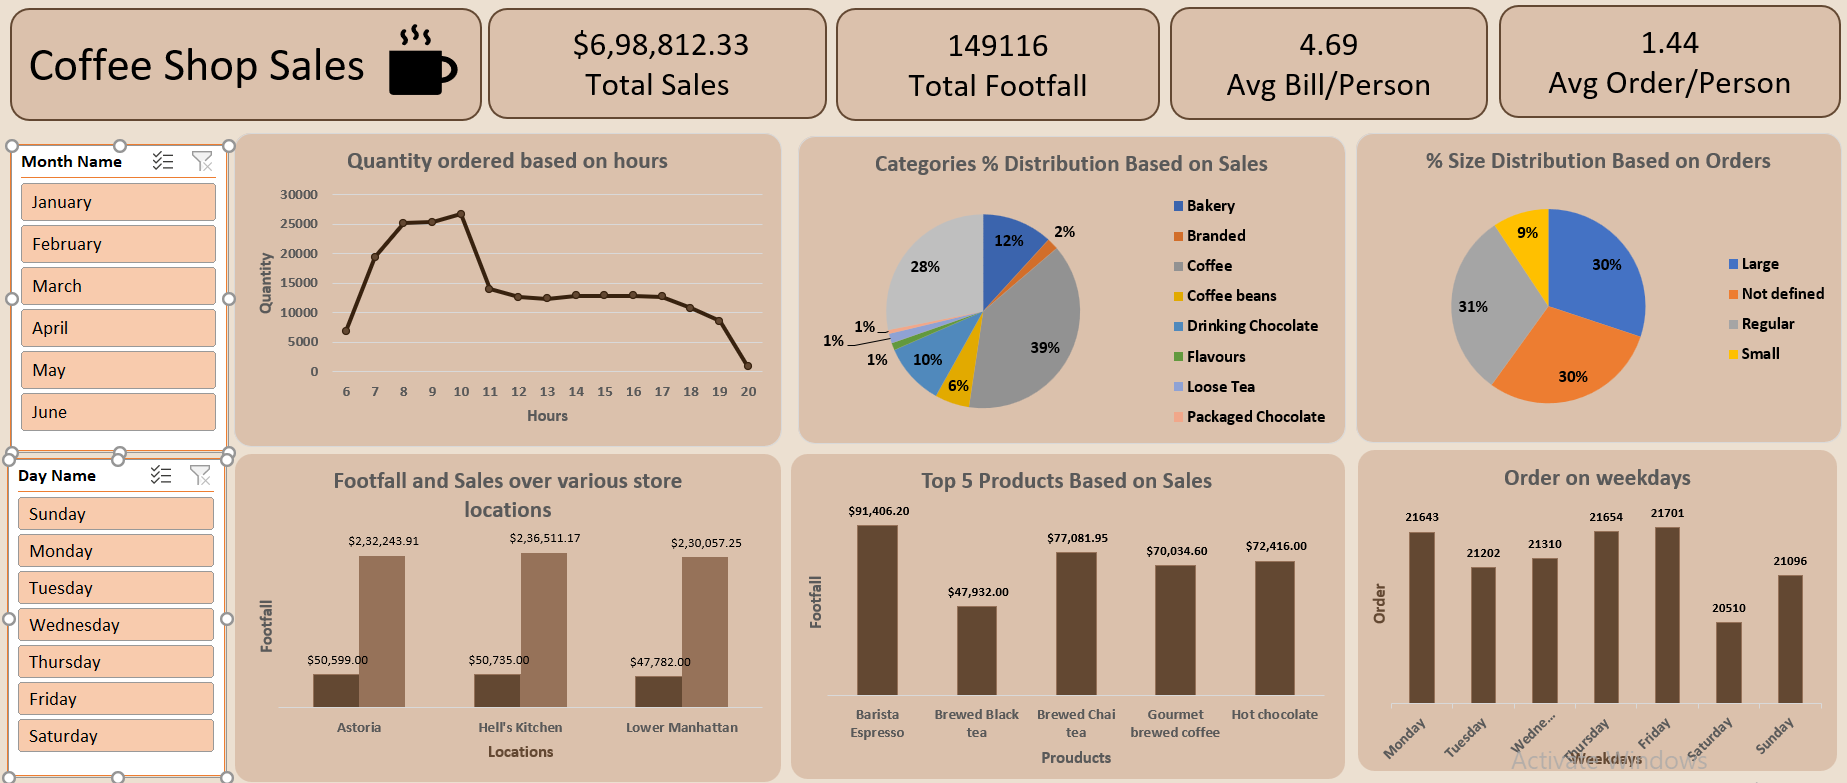 Coffee Shop Sales
$6,98,812.33
Total Sales
149116
Total Footfall
4.69
Avg Bill/Person
1.44
Avg Order/Person
Month Name
January
February
March
April
May
June
Day Name
Sunday
Monday
Tuesday
Wednesday
Thursday
Friday
Saturday
Quantity ordered based on hours
Quantity
30000
25000
20000
15000
10000
5000
0
6 7 8 9 10 11 12 13 14 15 16 17 18 19 20
Hours
Categories % Distribution Based on Sales
12%
2%
39%
6%
10%
1%
1%
1%
28%
Bakery
Branded
Coffee
Coffee beans
Drinking Chocolate
Flavours
Loose Tea
Packaged Chocolate
% Size Distribution Based on Orders
30%
30%
31%
9%
Large
Not defined
Regular
Small
Footfall and Sales over various store
locations
Footfall
$2,32,243.91
$2,36,511.17
$2,30,057.25
$50,599.00
$50,735.00
$47,782.00
Astoria
Hell's Kitchen
Lower Manhattan
Locations
Top 5 Products Based on Sales
Footfall
$91,406.20
$47,932.00
$77,081.95
$70,034.60
$72,416.00
Barista
Espresso
Brewed Black
tea
Brewed Chai
tea
Gourmet
brewed coffee
Hot chocolate
Prouducts
Order on weekdays
Order
21643
21202
21310
21654
21701
20510
21096
Monday
Tuesday
Wedne...
Thursday
Friday
Saturday
Sunday
Weekdays
Activate Windows